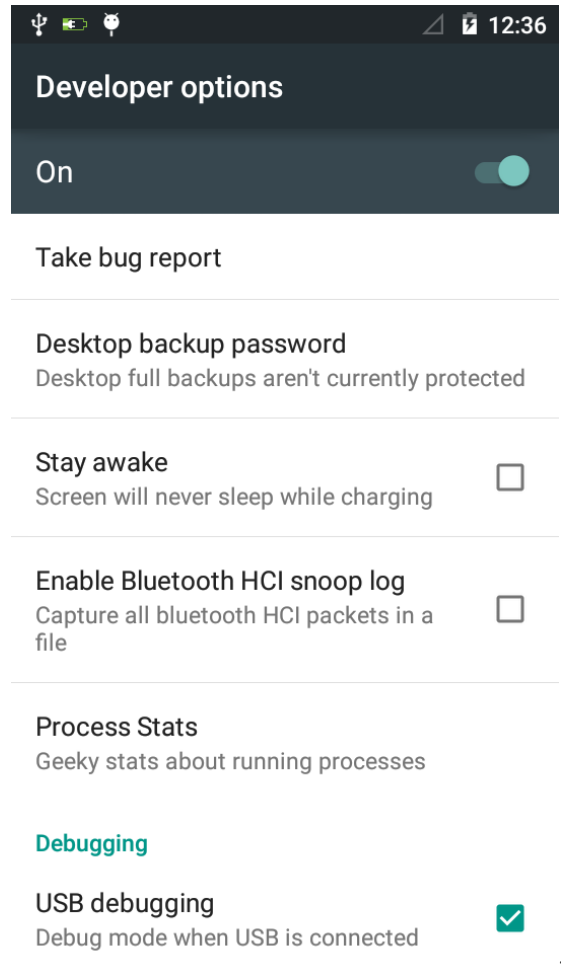 12:36
Developer options
On
Take bug report
Desktop backup password
Desktop full backups aren't currently protected
Stay awake
Screen will never sleep while charging
Enable Bluetooth HCI snoop log
Capture all bluetooth HCI packets in a
file
Process Stats
Geeky stats about running processes
Debugging
USB debugging
Debug mode when USB is connected